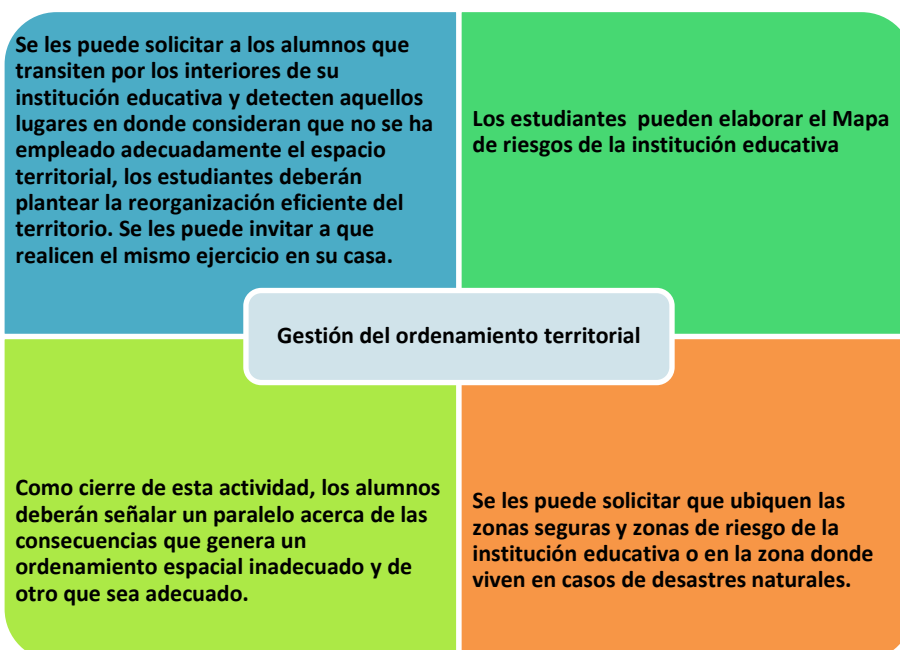 Se les puede solicitar a los alumnos que
transiten por los interiores de su
institución educativa y detecten aquellos
lugares en donde consideran que no se ha
empleado adecuadamente el espacio
territorial, los estudiantes deberán
plantear la reorganización eficiente del
territorio. Se les puede invitar a que
realicen el mismo ejercicio en su casa.
Los estudiantes pueden elaborar el Mapa
de riesgos de la institución educativa
Gestión del ordenamiento territorial
Como cierre de esta actividad, los alumnos
deberán señalar un paralelo acerca de las
consecuencias que genera un
ordenamiento espacial inadecuado y de
otro que sea adecuado.
Se les puede solicitar que ubiquen las
zonas seguras y zonas de riesgo de la
institución educativa o en la zona donde
viven en casos de desastres naturales.